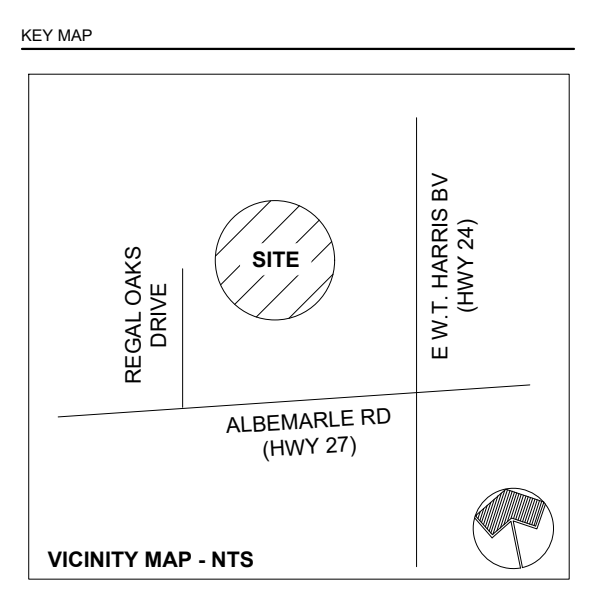 KEY MAP
REGAL OAKS
DRIVE
SITE
E W.T. HARRIS BV
(HWY 24)
ALBEMARLE RD
(HWY 27)
VICINITY MAP - NTS